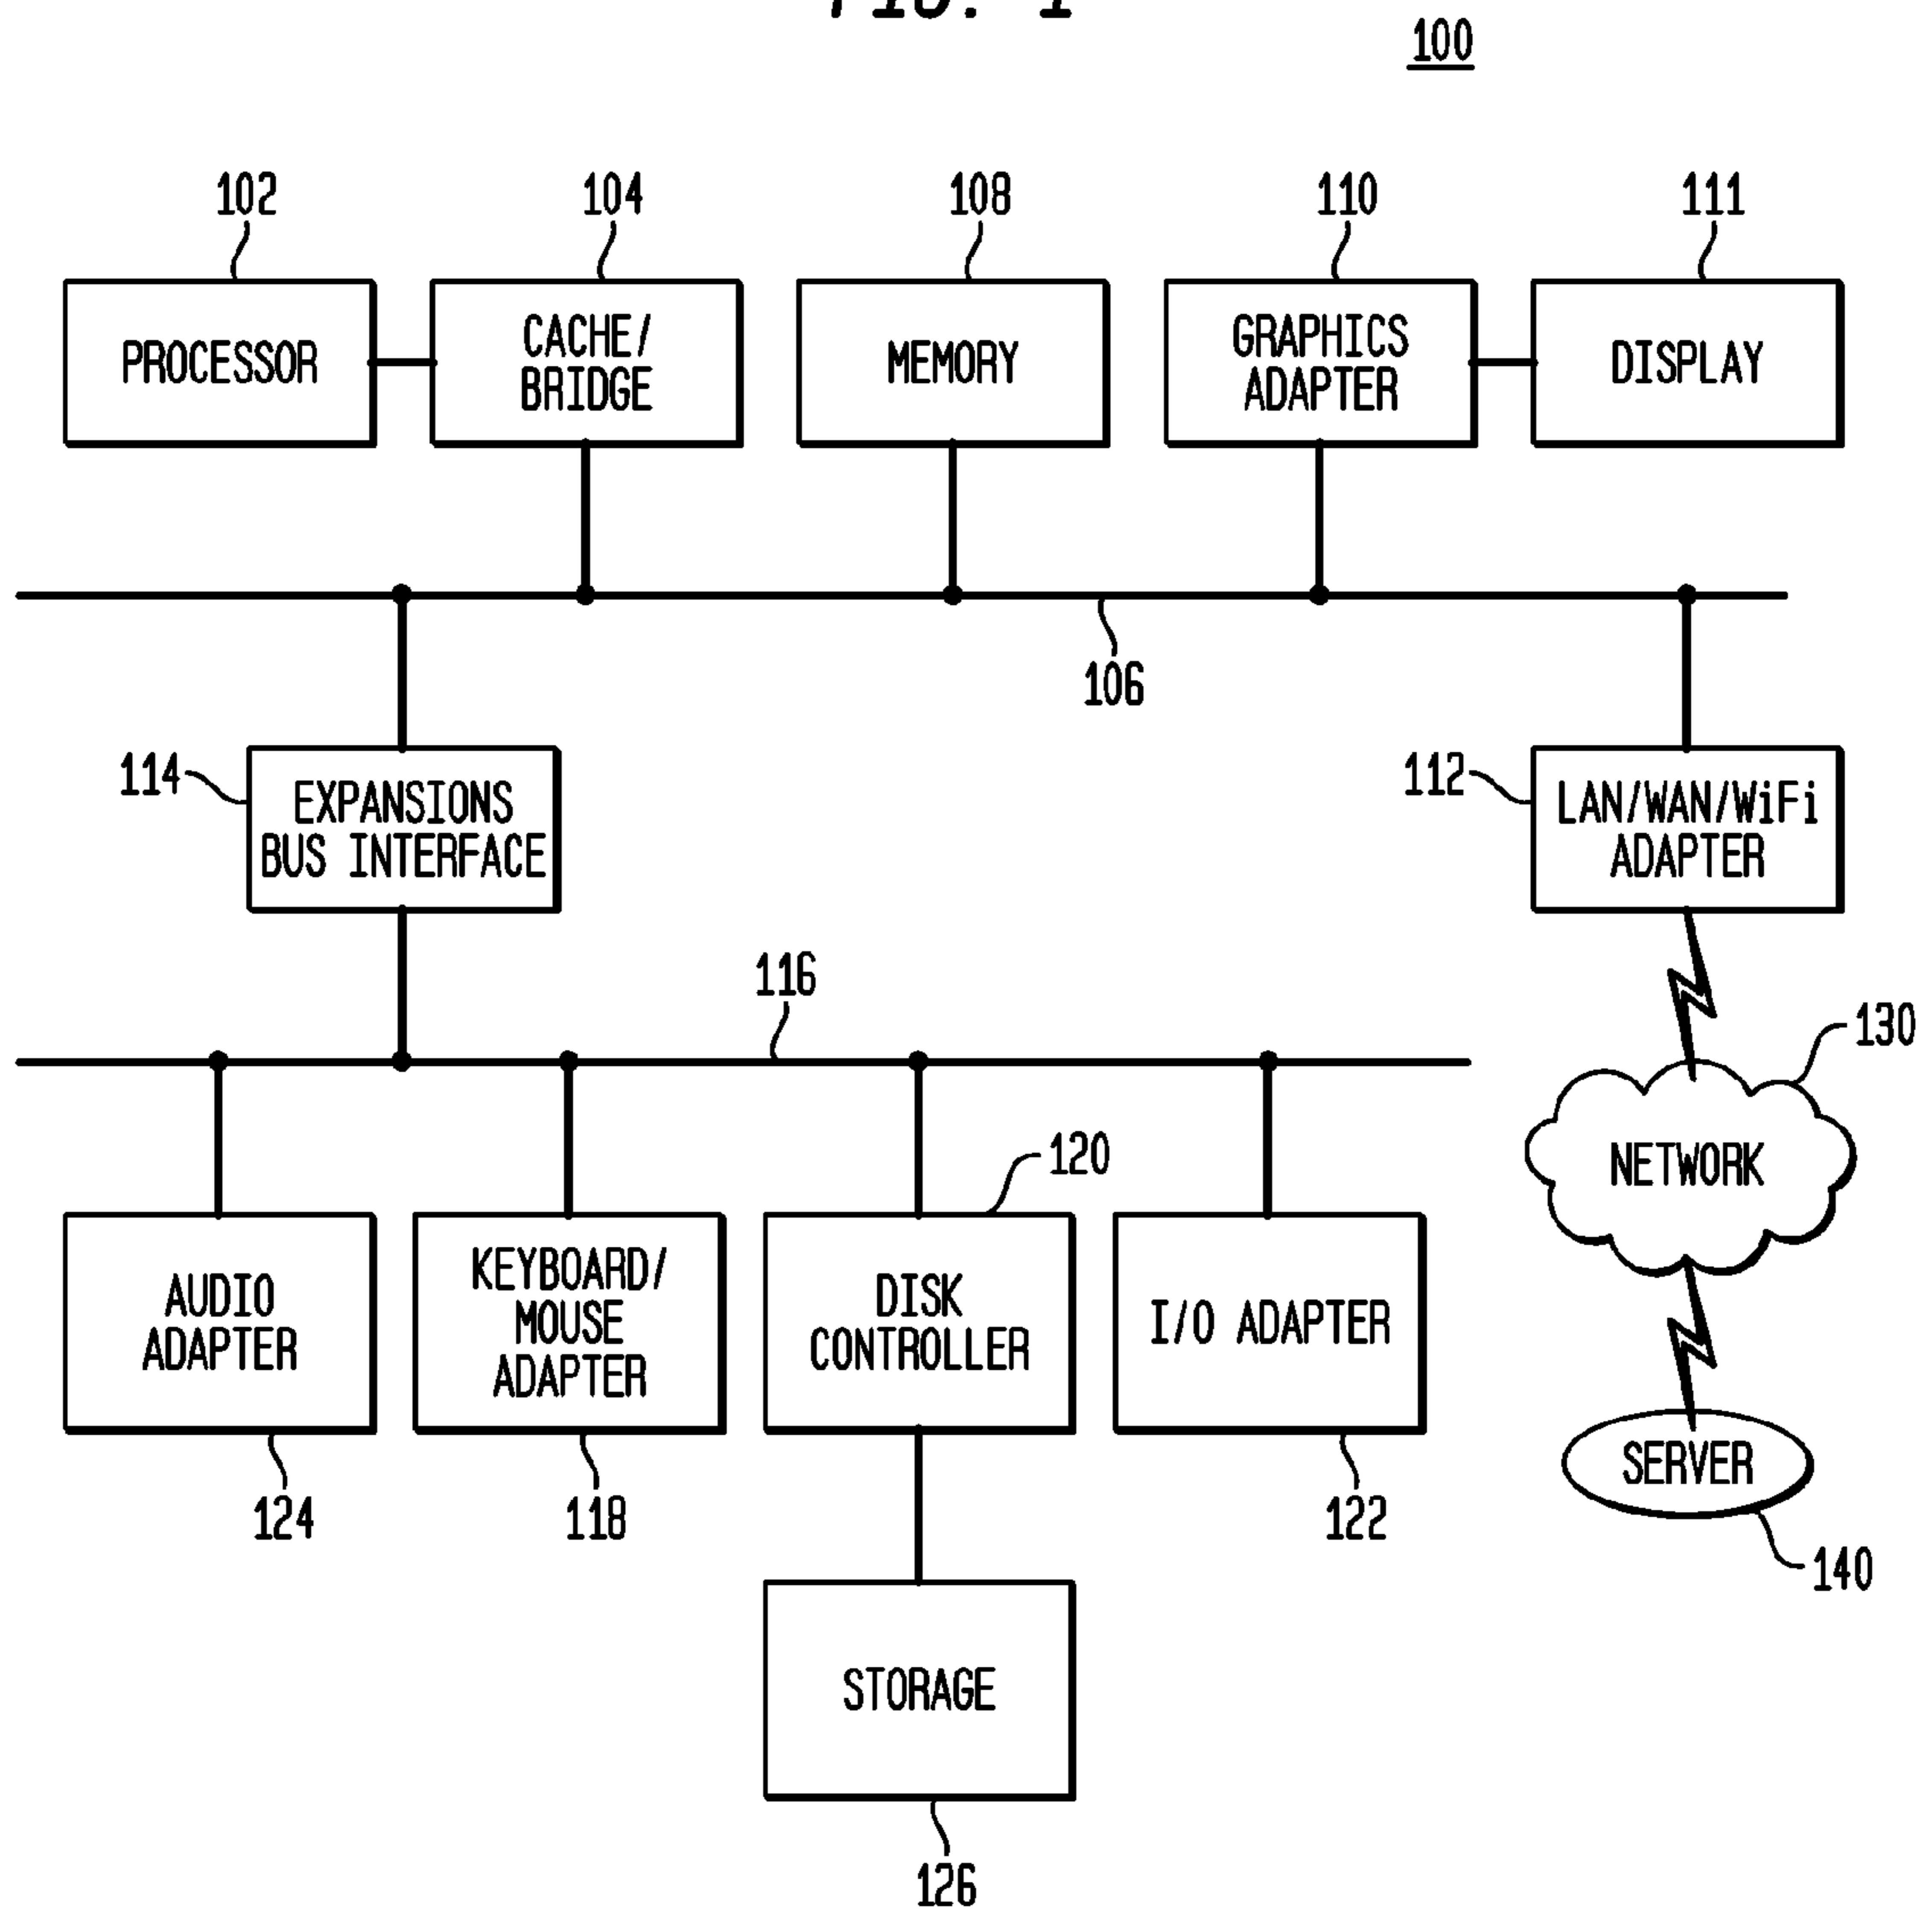 FIG. 1
100
102
104
108
110
111
PROCESSOR
CACHE/
BRIDGE
MEMORY
GRAPHICS
ADAPTER
DISPLAY
106
114
EXPANSIONS
BUS INTERFACE
112
LAN/WAN/WiFi
ADAPTER
116
130
NETWORK
120
AUDIO
ADAPTER
KEYBOARD/
MOUSE
ADAPTER
DISK
CONTROLLER
I/O ADAPTER
SERVER
124
118
122
140
STORAGE
126